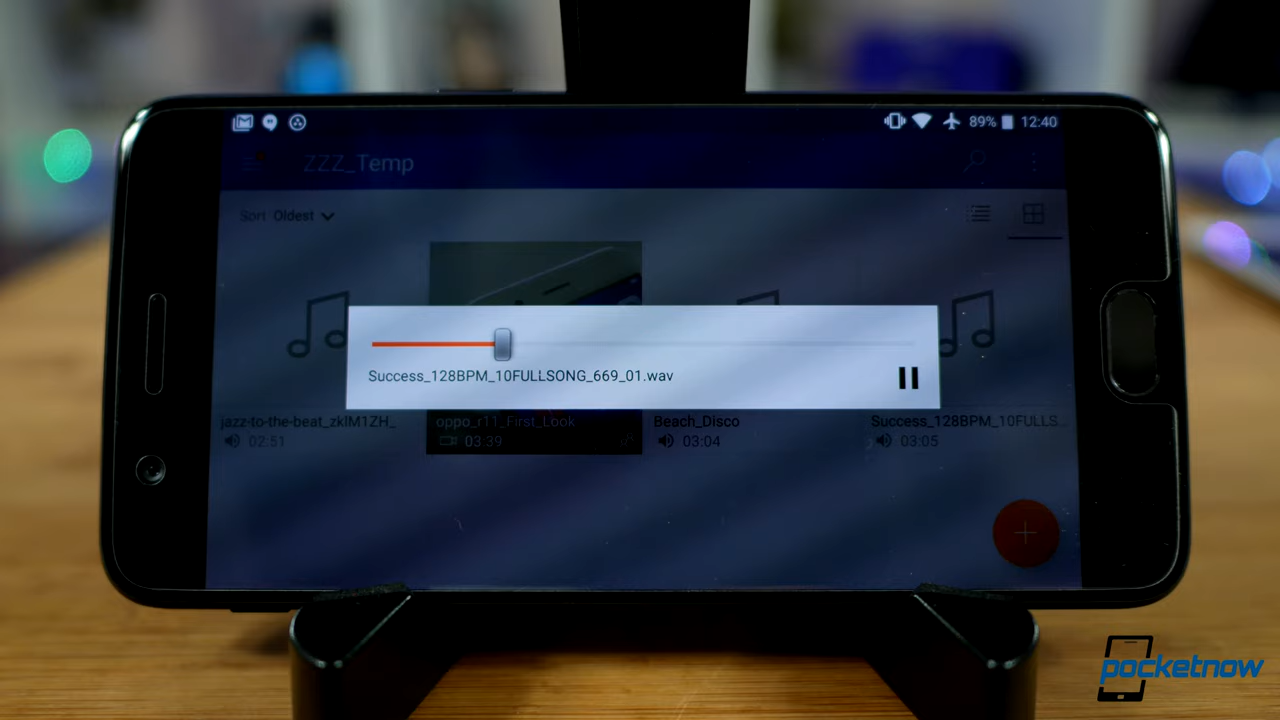 89% 12:40
ZZZ_Temp
Sort Oldest
Success_128BPM_10FULLSONG_669_01.wav
jazz-to-the-beat_zklM1ZH_
02:51
oppo_r11_First_Look
03:39
Beach_Disco
03:04
Success_128BPM_10FULLS...
03:05
pocketnow